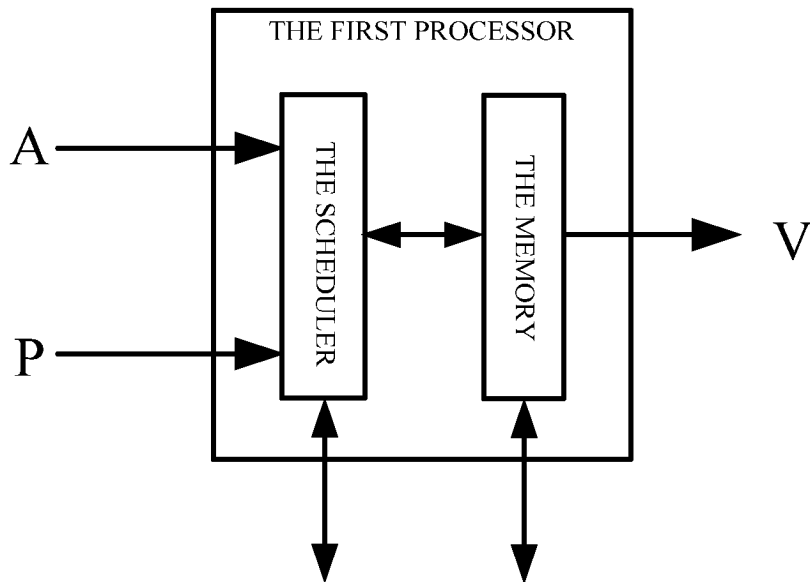 THE FIRST PROCESSOR
A
P
THE SCHEDULER
THE MEMORY
V